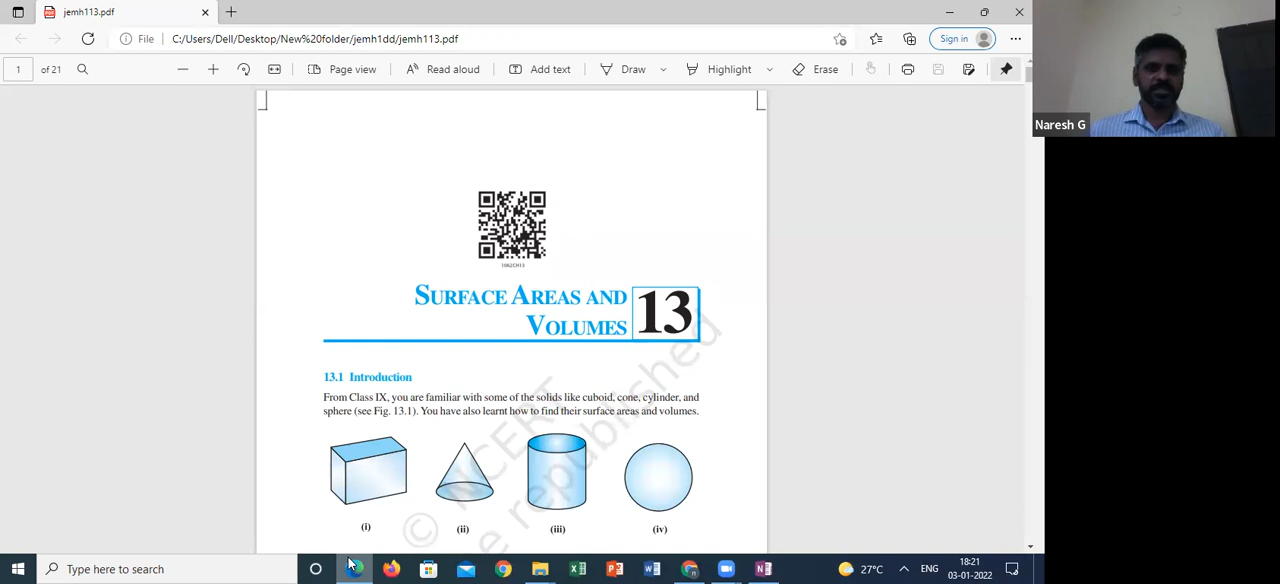 jemh113.pdf
File C:/Users/Dell/Desktop/New%20folder/jemh1dd/jemh113.pdf Sign in
1 of 21 Page view Read aloud Add text Draw Highlight Erase
Naresh G
10A2CH13
SURFACE AREAS AND
VOLUMES 13
13.1 Introduction
From Class IX, you are familiar with some of the solids like cuboid, cone, cylinder, and
sphere (see Fig. 13.1). You have also learnt how to find their surface areas and volumes.
(i) (ii) (iii) (iv)
© NCERT
be republished
Type here to search 27°C ENG 18:21
03-01-2022